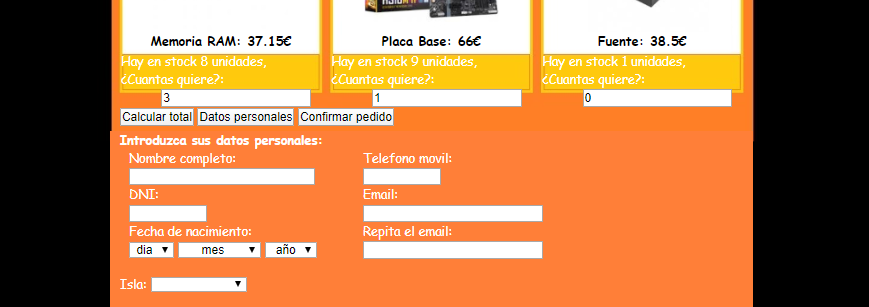 Memoria RAM: 37.15€
Placa Base: 66€
Fuente: 38.5€
Hay en stock 8 unidades,
¿Cuantas quiere?:
3
Hay en stock 9 unidades,
¿Cuantas quiere?:
1
Hay en stock 1 unidades,
¿Cuantas quiere?:
0
Calcular total Datos personales Confirmar pedido
Introduzca sus datos personales:
Nombre completo:
Telefono movil:
DNI:
Email:
Fecha de nacimiento:
Repita el email:
dia mes año
Isla: